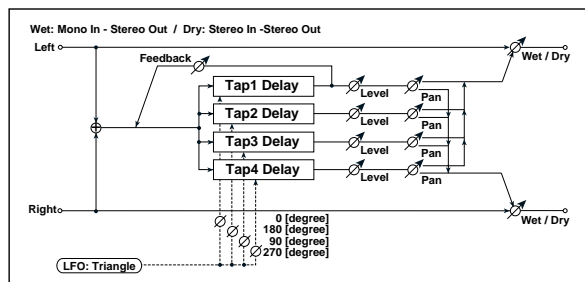 Wet: Mono In - Stereo Out / Dry: Stereo In -Stereo Out
Left
Wet / Dry
Feedback
Tap1 Delay
Level
Pan
Tap2 Delay
Level
Pan
Tap3 Delay
Level
Pan
Tap4 Delay
Level
Pan
Right
Wet / Dry
0 [degree]
180 [degree]
90 [degree]
270 [degree]
LFO: Triangle